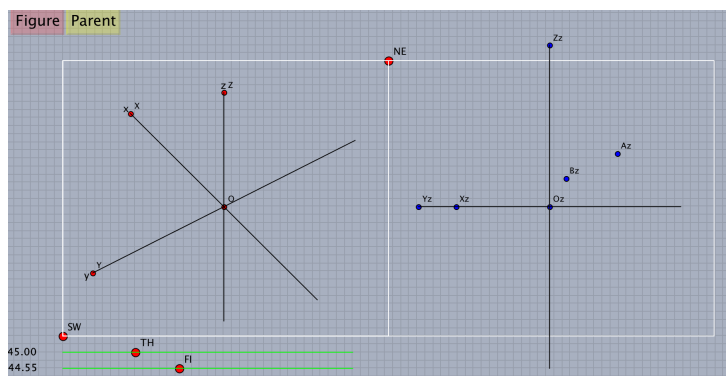 Figure Parent
NE
Zz
z Z
x X
Az
Bz
O
Yz Xz Oz
Y
y
SW
TH
45.00
FI
44.55